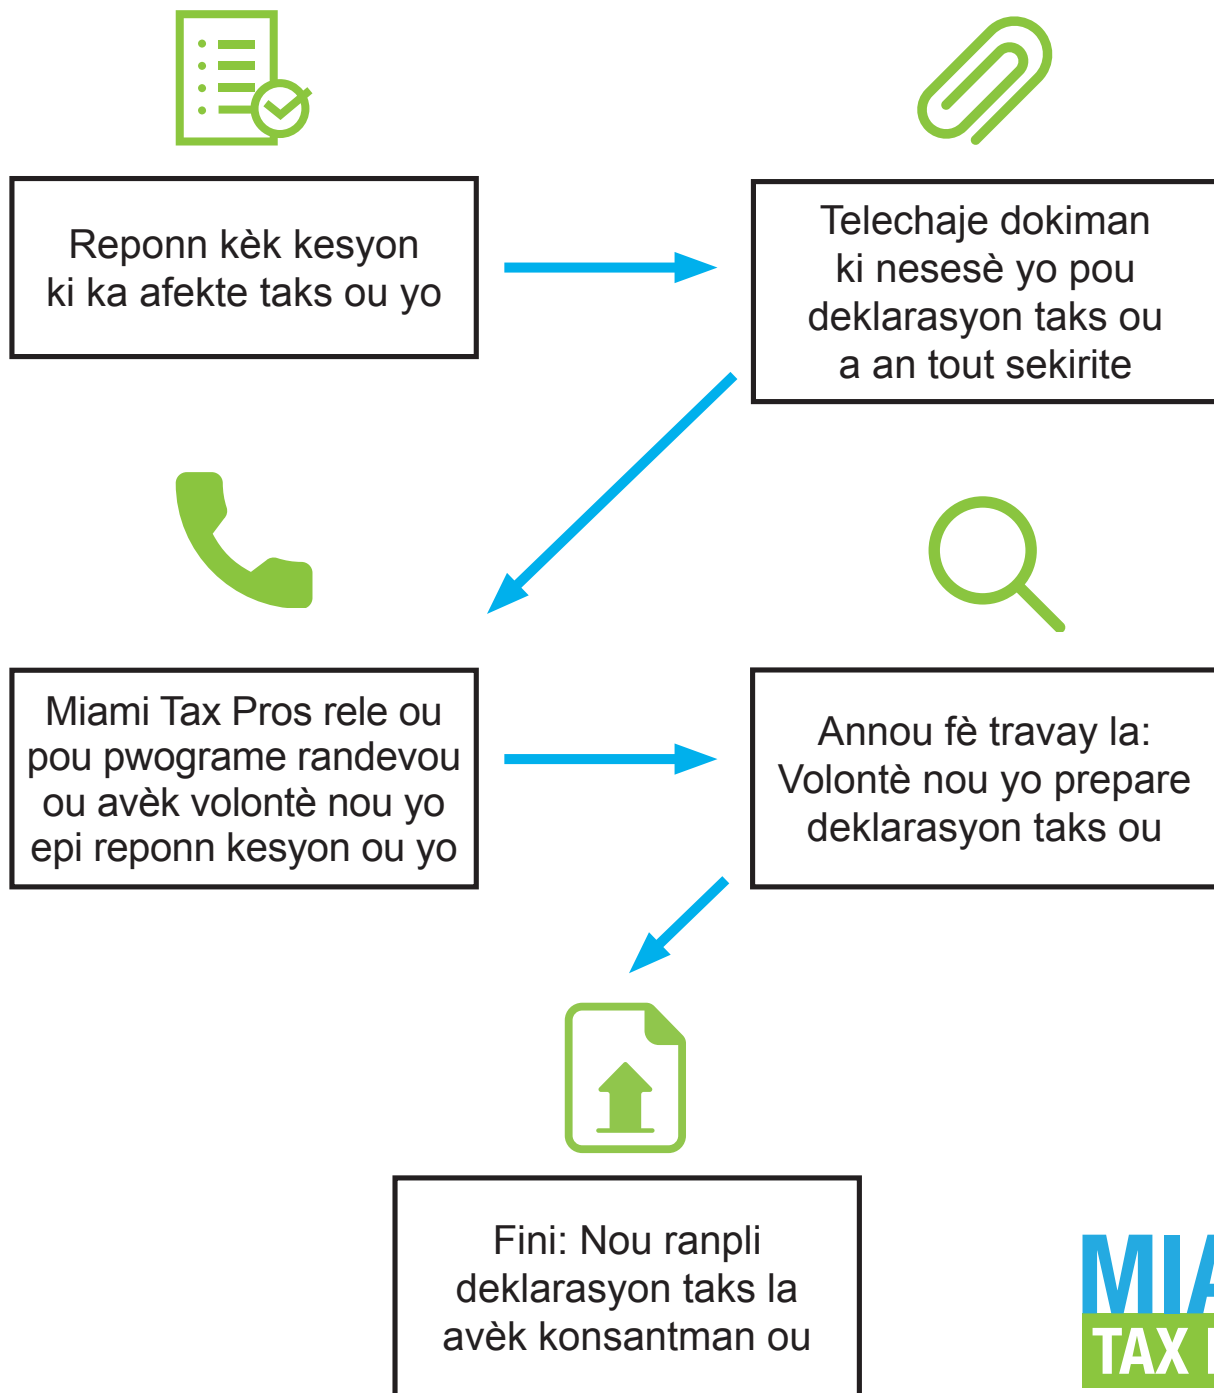 Reponn kèk kesyon
ki ka afekte taks ou yo
Telechaje dokiman
ki nesesè yo pou
deklarasyon taks ou
a an tout sekirite
Miami Tax Pros rele ou
pou pwograme randevou
ou avèk volontè nou yo
epi reponn kesyon ou yo
Annou fè travay la:
Volontè nou yo prepare
deklarasyon taks ou
Fini: Nou ranpli
deklarasyon taks la
avèk konsantman ou
TAX